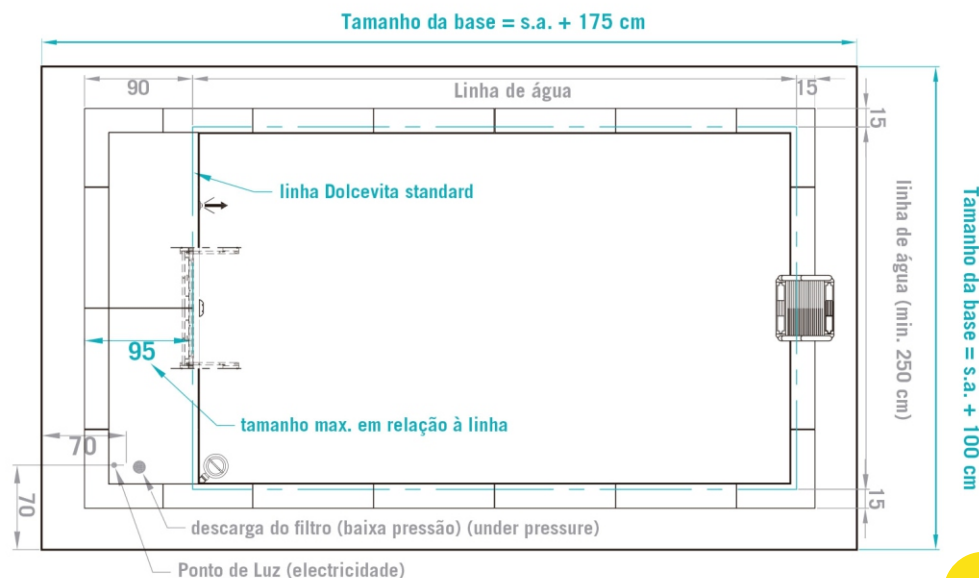 Tamanho da base = s.a. + 175 cm
90
Linha de água
15
15
linha Dolcevita standard
linha de água (min. 250 cm)
Tamanho da base = s.a. + 100 cm
95
tamanho max. em relação à linha
70
70
15
descarga do filtro (baixa pressão) (under pressure)
Ponto de Luz (electricidade)